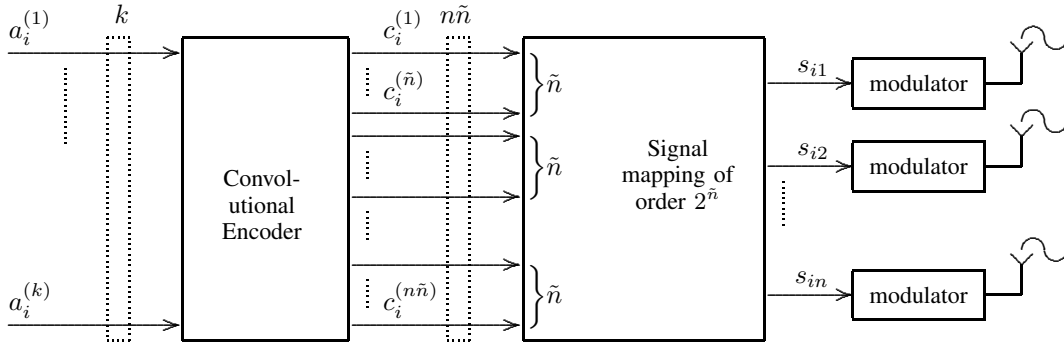 a_i^{(1)}
k
a_i^{(k)}
Convol-
utional
Encoder
c_i^{(1)}
nñ
c_i^{(ñ)}
c_i^{(nñ)}
ñ
ñ
ñ
Signal
mapping of
order 2^ñ
s_{i1}
modulator
s_{i2}
modulator
s_{in}
modulator